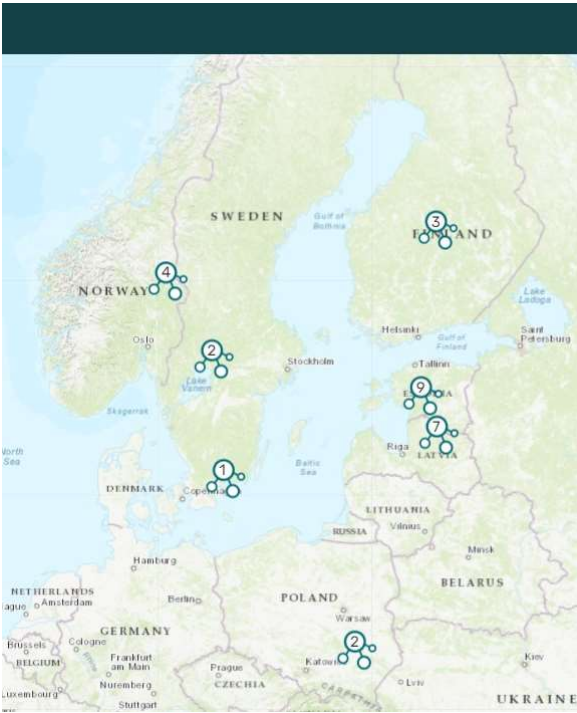 SWEDEN
Gulf of
Bothnia
3
FINLAND
4
NORWAY
Lake
Ladoga
Oslo
2
Helsinki
Gulf of
Finland
Saint
Petersburg
Stockholm
Tallinn
Lake
Vanern
9
Skagerrak
7
Riga
LATVIA
North
Sea
1
Baltic
Sea
DENMARK
LITHUANIA
Vilnius
RUSSIA
Minsk
Hamburg
BELARUS
NETHERLANDS
Amsterdam
ague
Berlin
POLAND
Warsaw
GERMANY
2
Brussels
Cologne
BELGIUM
Frankfurt
am Main
Prague
Katow
Kiev
Luxembourg
Nuremberg
CZECHIA
Lviv
CARPATHI
UKRAINE
Stuttgart